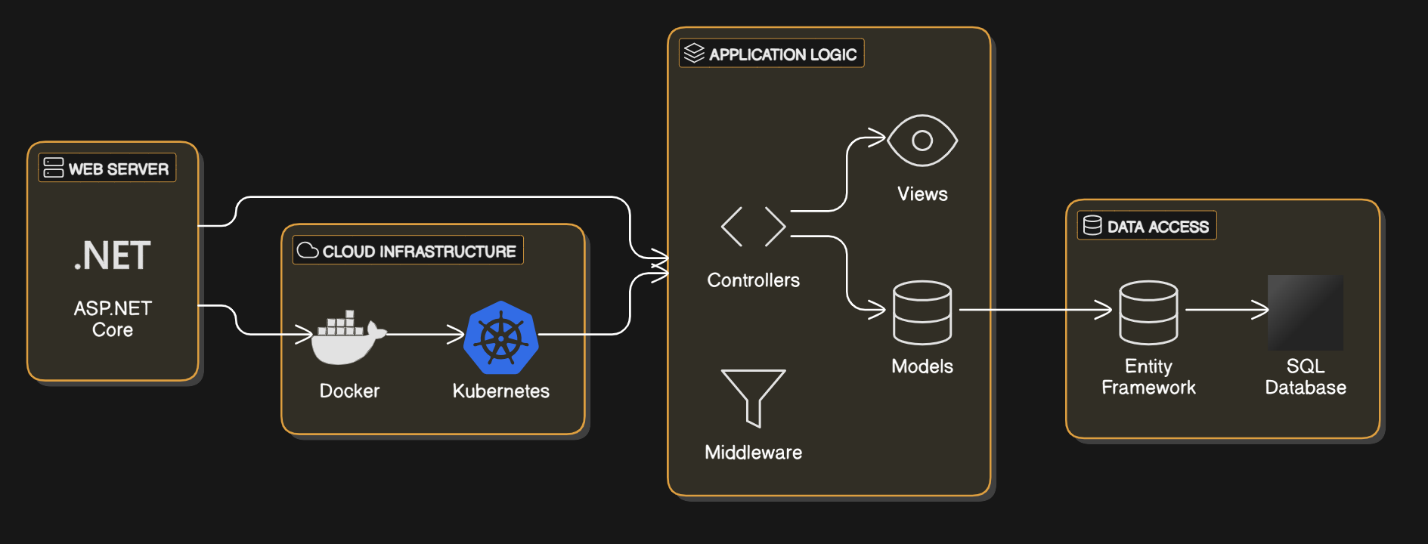 WEB SERVER
.NET
ASP.NET
Core
CLOUD INFRASTRUCTURE
Docker
Kubernetes
APPLICATION LOGIC
Views
Controllers
Models
Middleware
DATA ACCESS
Entity
Framework
SQL
Database